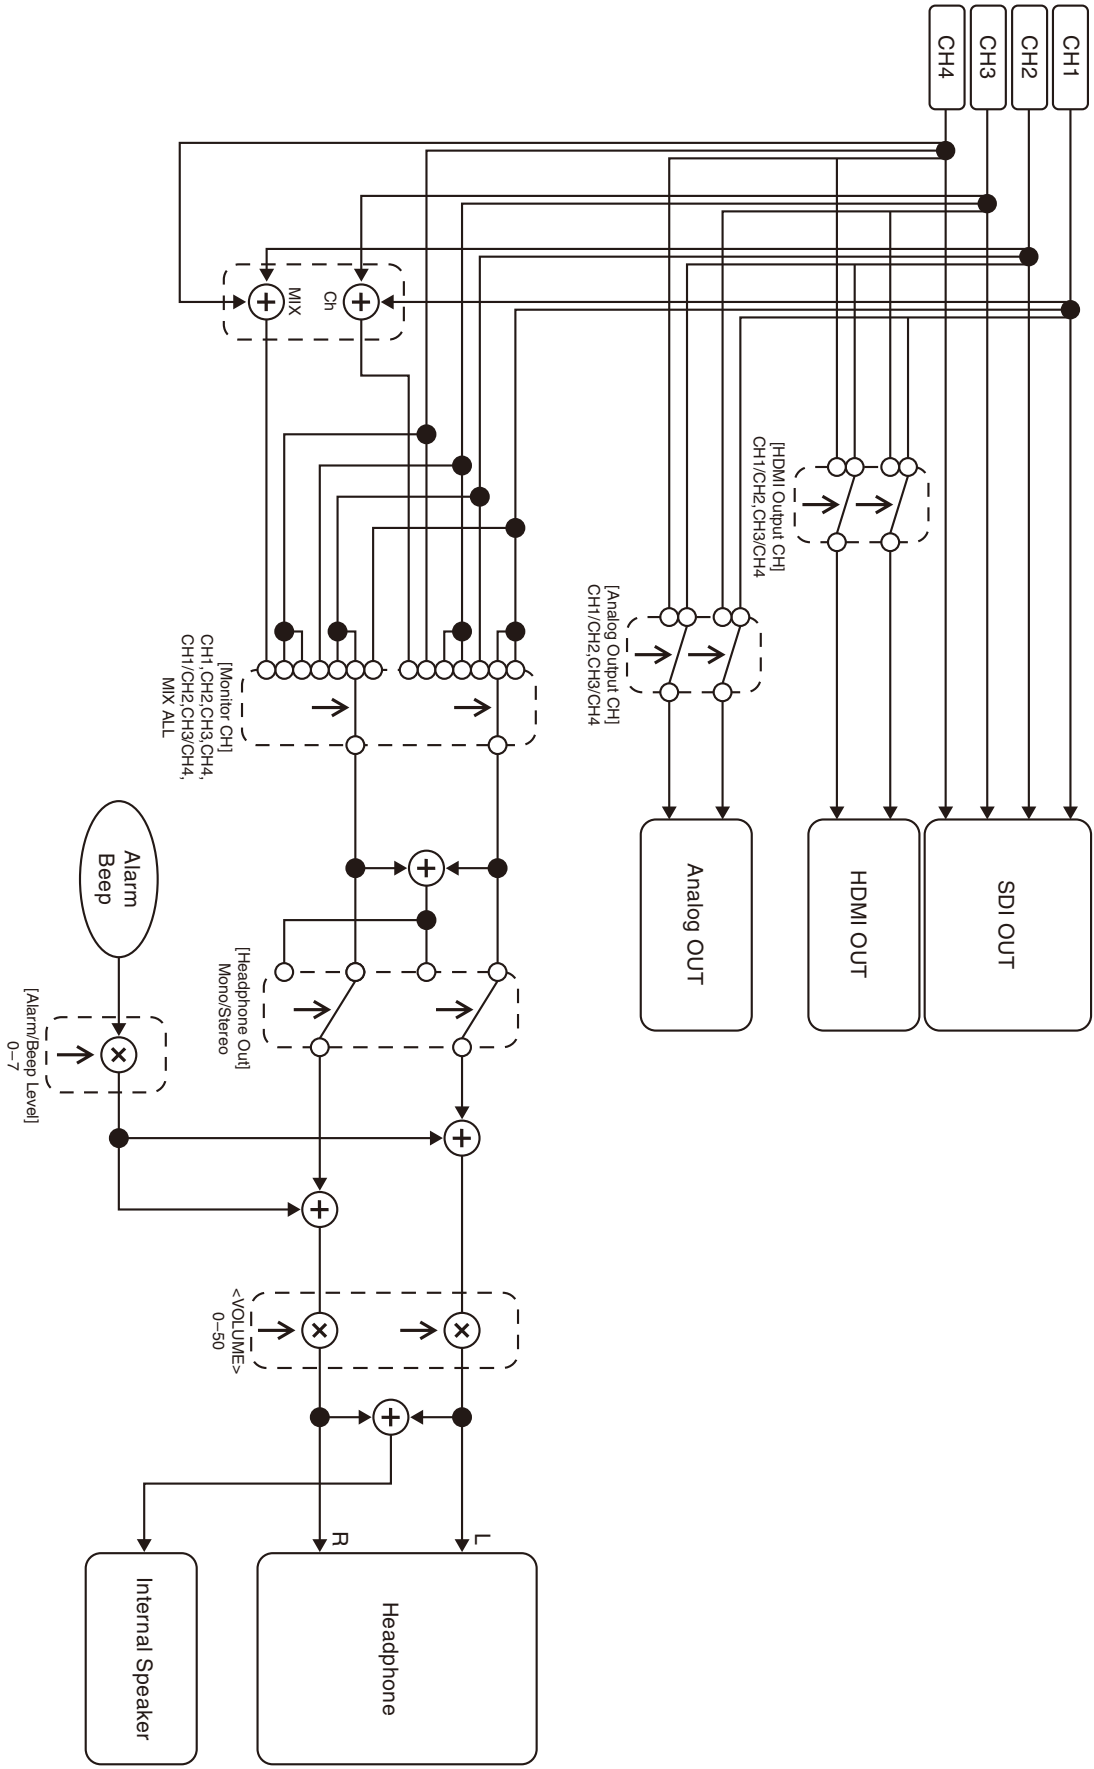 CH1
CH2
CH3
CH4
SDI OUT
[HDMI Output CH]
CH1/CH2,CH3/CH4
HDMI OUT
[Analog Output CH]
CH1/CH2,CH3/CH4
Analog OUT
Ch
MIX
[Monitor CH]
CH1,CH2,CH3,CH4,
CH1/CH2,CH3/CH4,
MIX ALL
[Headphone Out]
Mono/Stereo
Alarm
Beep
[Alarm/Beep Level]
0–7
<VOLUME>
0–50
L
R
Headphone
Internal Speaker